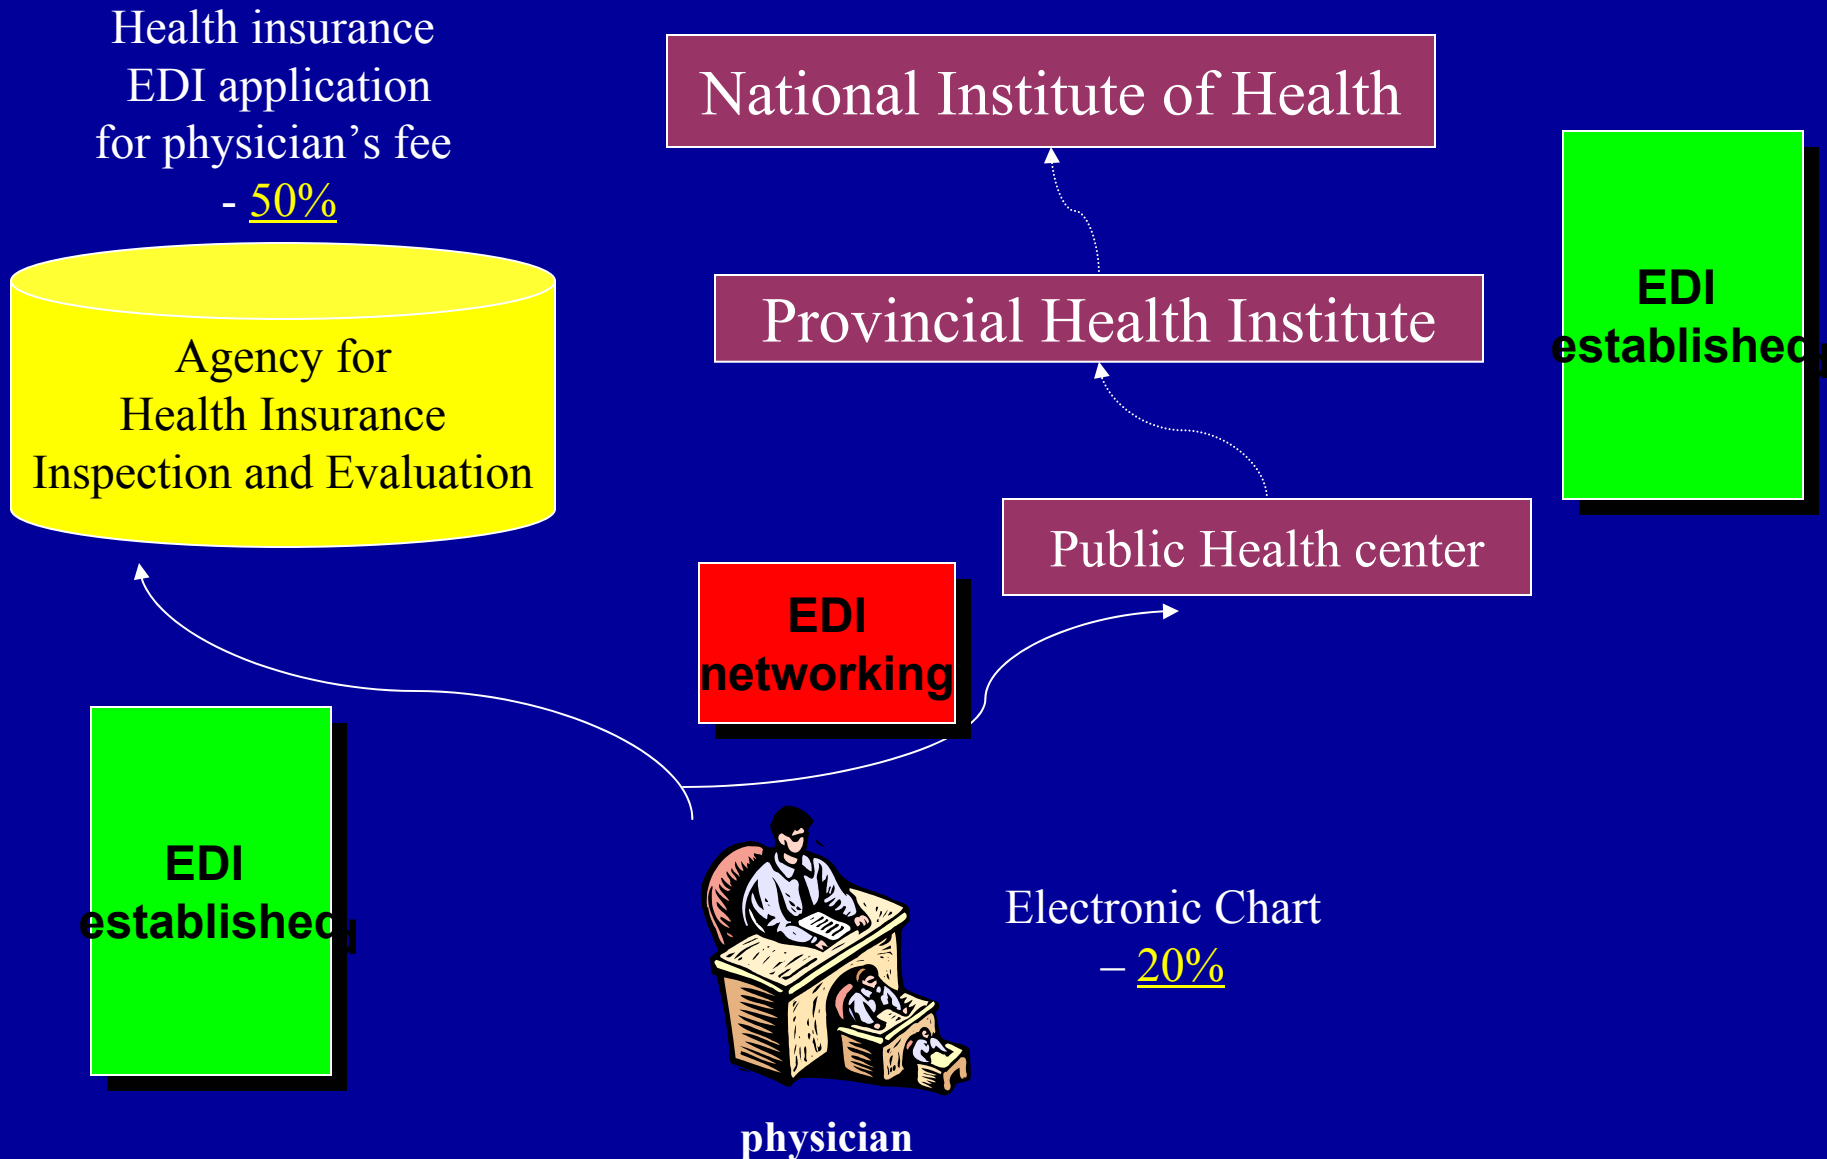 Health insurance
EDI application
for physician’s fee
- 50%
National Institute of Health
Provincial Health Institute
EDI
established
Agency for
Health Insurance
Inspection and Evaluation
Public Health center
EDI
networking
EDI
established
Electronic Chart
– 20%
physician